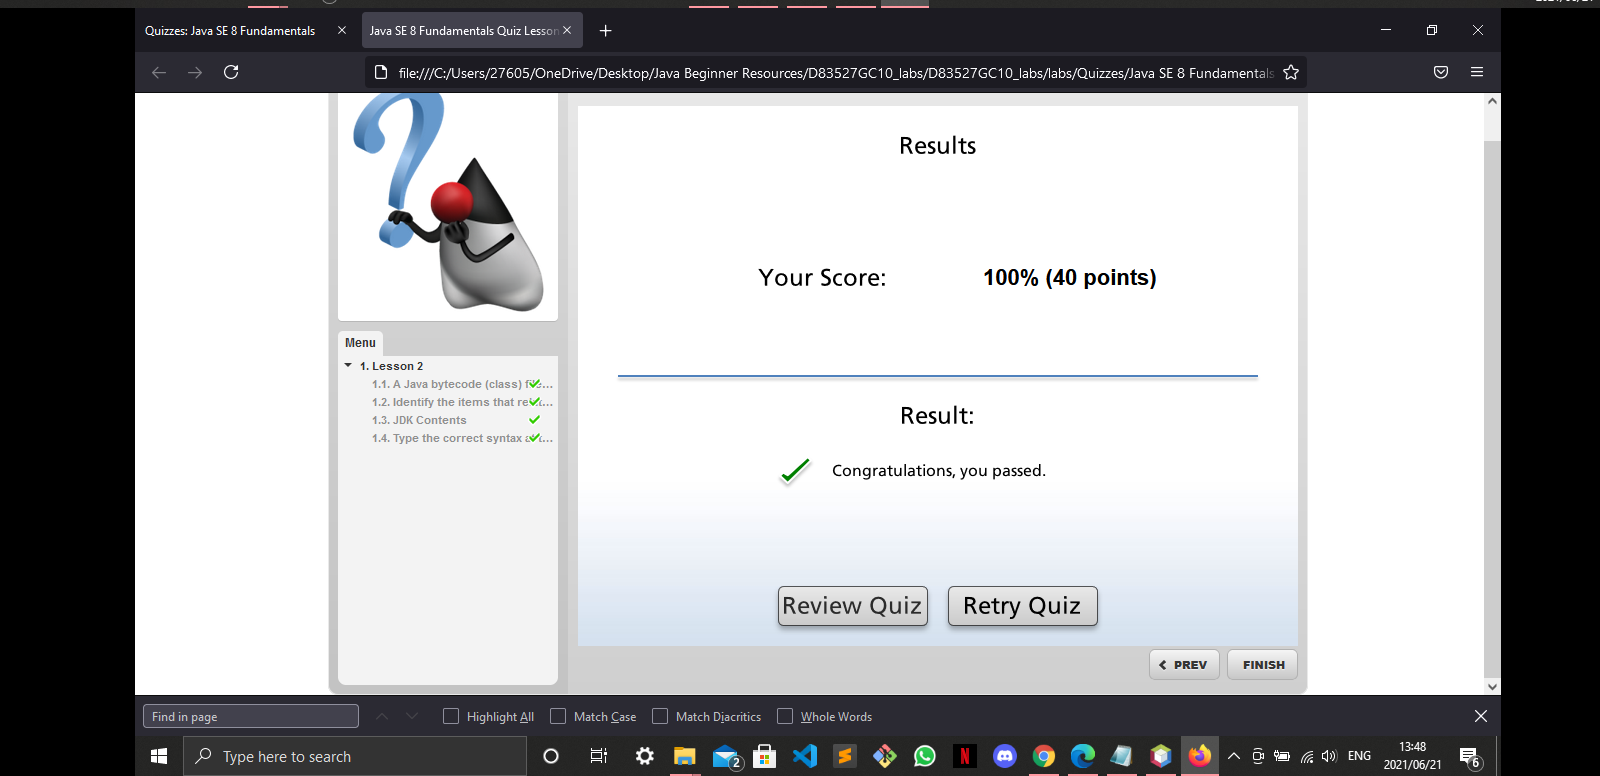 Quizzes: Java SE 8 Fundamentals
Java SE 8 Fundamentals Quiz Lesson
file:///C:/Users/27605/OneDrive/Desktop/Java Beginner Resources/D83527GC10_labs/D83527GC10_labs/labs/Quizzes/Java SE 8 Fundamentals
Results
Your Score: 100% (40 points)
Menu
1. Lesson 2
1.1. A Java bytecode (class)
1.2. Identify the items that
1.3. JDK Contents
1.4. Type the correct syntax
Result:
Congratulations, you passed.
Review Quiz Retry Quiz
PREV FINISH
Find in page Highlight All Match Case Match Diacritics Whole Words
Type here to search 2 N ENG 13:48 6
2021/06/21